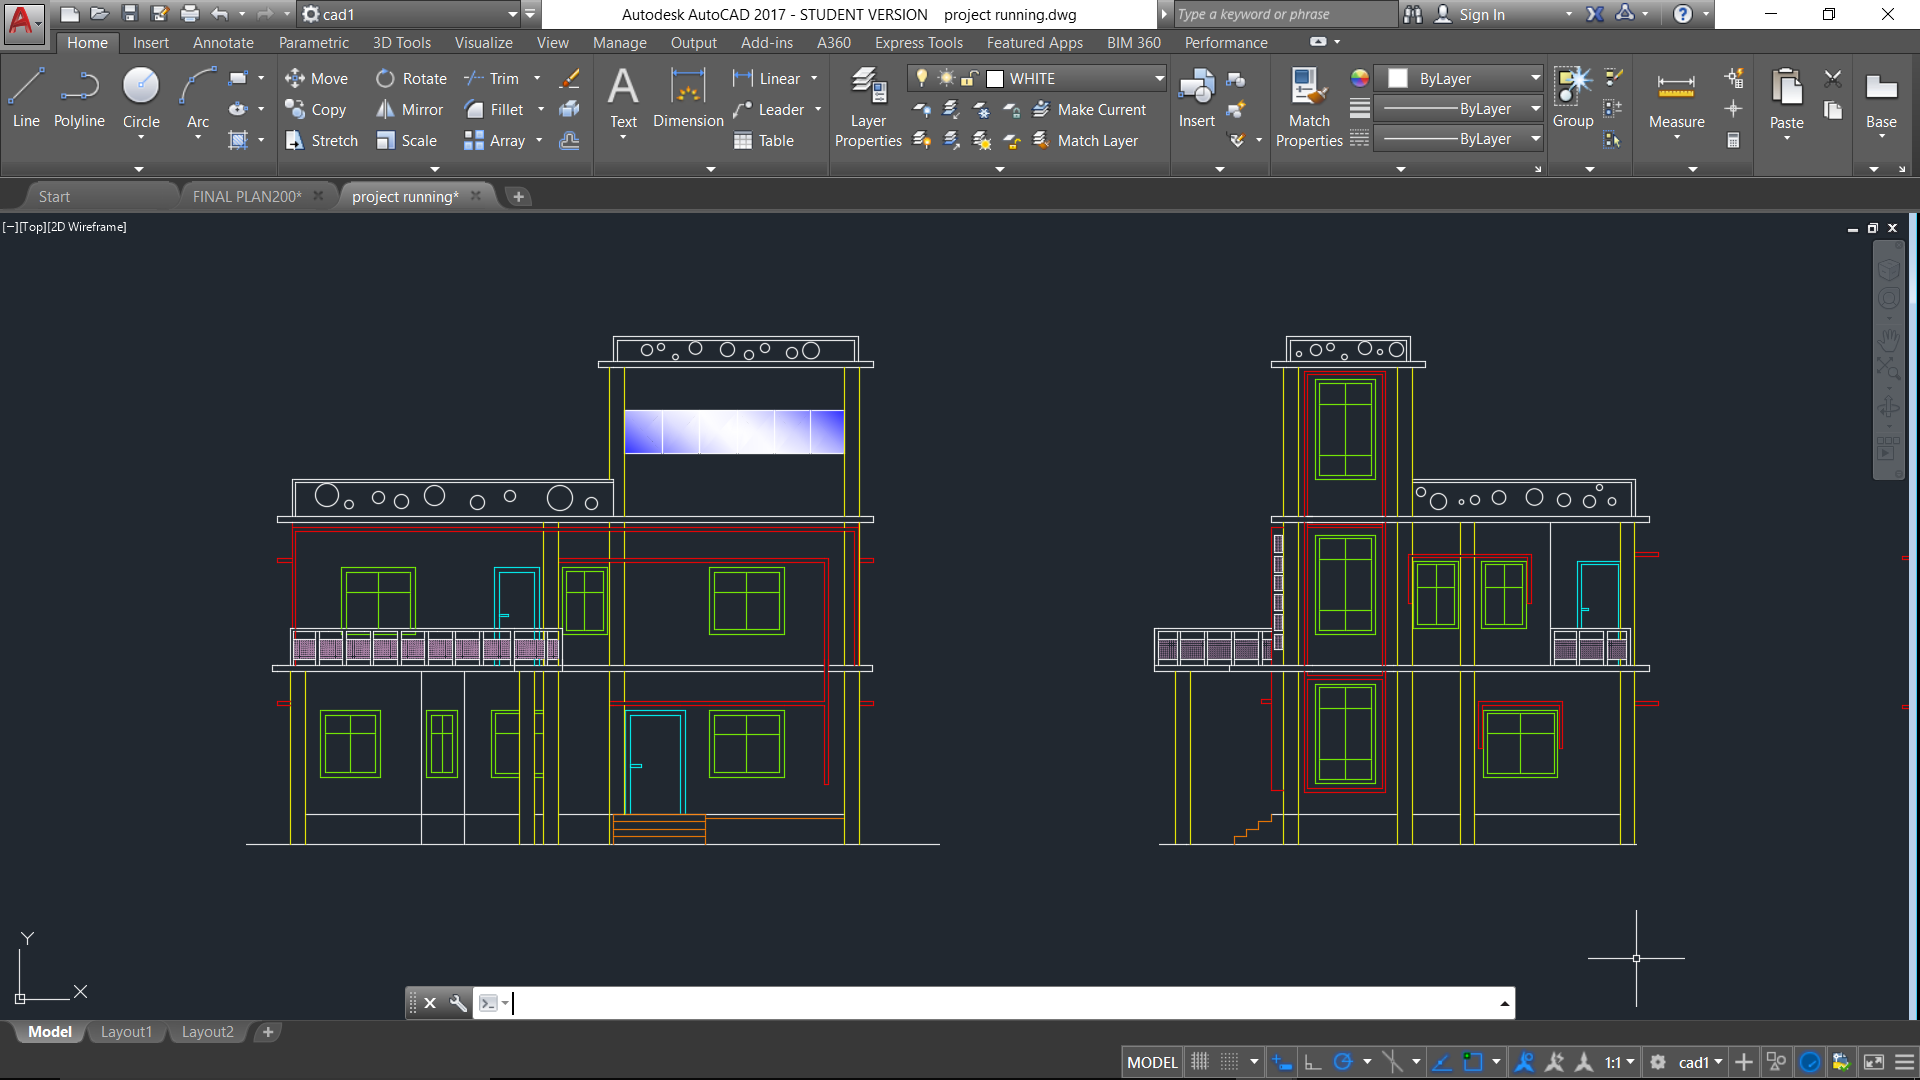 cad1
Autodesk AutoCAD 2017 - STUDENT VERSION project running.dwg
Type a keyword or phrase
Sign In
Home Insert Annotate Parametric 3D Tools Visualize View Manage Output Add-ins A360 Express Tools Featured Apps BIM 360 Performance
Line Polyline Circle Arc
Move Rotate Trim
Copy Mirror Fillet
Stretch Scale Array
Text Dimension
Linear
Leader
Table
Layer Properties
WHITE
Make Current
Match Layer
Insert
Match Properties
ByLayer
ByLayer
ByLayer
Group
Measure
Paste
Base
Start FINAL PLAN200* project running*
[−][Top][2D Wireframe]
Y
X
Model Layout1 Layout2
MODEL 1:1 cad1